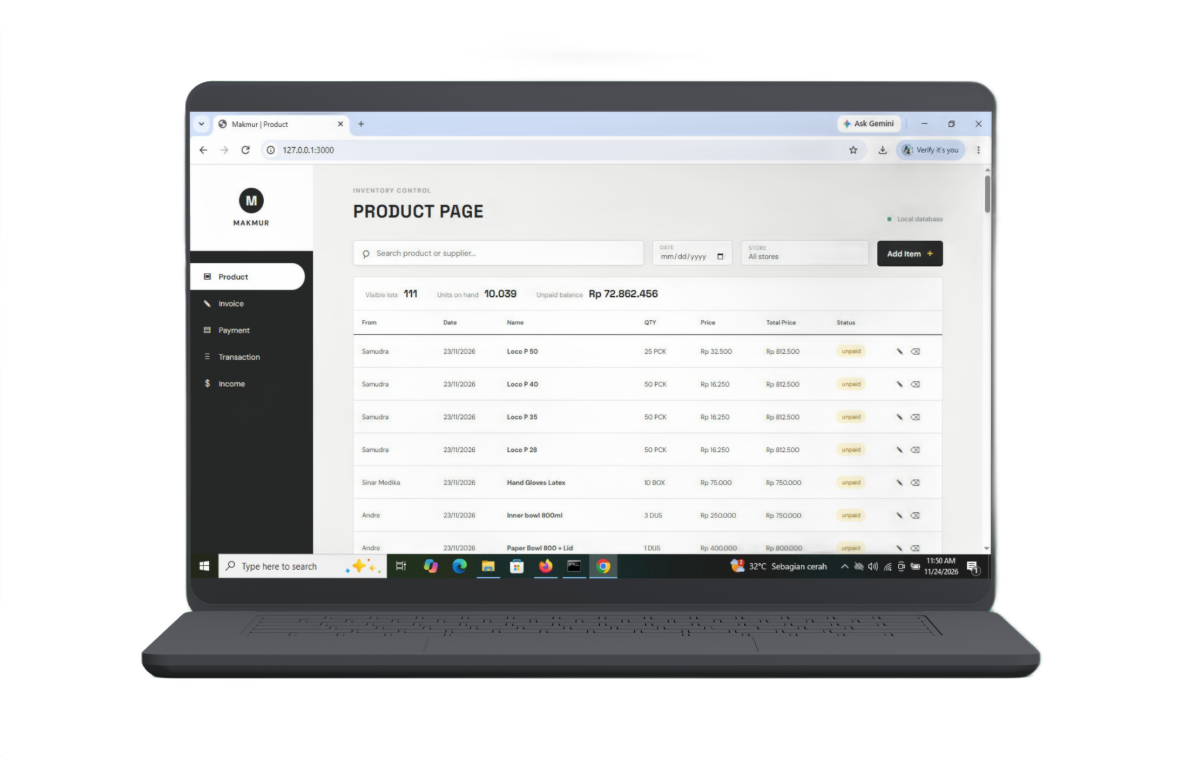 Makmur | Product
Ask Gemini
127.0.0.1:3000
Verify it's you
M
MAKMUR
Product
Invoice
Payment
Transaction
Income
INVENTORY CONTROL
PRODUCT PAGE
Local database
Search product or supplier...
DATE
mm/dd/yyyy
STORE
All stores
Add Item +
Visible lots 111 Units on hand 10.039 Unpaid balance Rp 72.862.456
From Date Name QTY Price Total Price Status
Samudra 23/11/2026 Loco P 50 25 PCK Rp 32.500 Rp 812.500 unpaid
Samudra 23/11/2026 Loco P 40 50 PCK Rp 16.250 Rp 812.500 unpaid
Samudra 23/11/2026 Loco P 35 50 PCK Rp 16.250 Rp 812.500 unpaid
Samudra 23/11/2026 Loco P 28 50 PCK Rp 16.250 Rp 812.500 unpaid
Sinar Medika 23/11/2026 Hand Gloves Latex 10 BOX Rp 75.000 Rp 750.000 unpaid
Andre 23/11/2026 Inner bowl 800ml 3 DUS Rp 250.000 Rp 750.000 unpaid
Andre 23/11/2026 Paper Bowl 800 + Lid 1 DUS Rp 400.000 Rp 800.000 unpaid
Type here to search
32°C Sebagian cerah
11:50 AM
11/24/2026
1